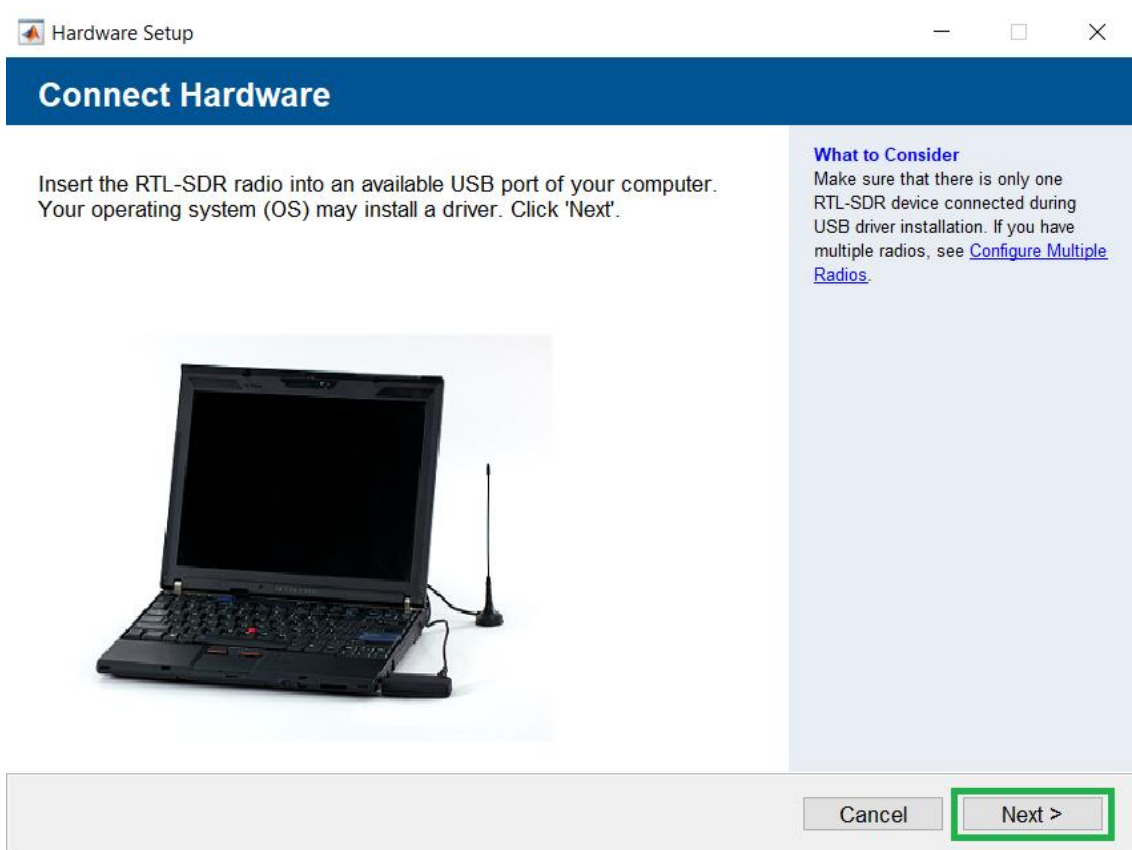 Hardware Setup
Connect Hardware
Insert the RTL-SDR radio into an available USB port of your computer.
Your operating system (OS) may install a driver. Click 'Next'.
What to Consider
Make sure that there is only one
RTL-SDR device connected during
USB driver installation. If you have
multiple radios, see Configure Multiple
Radios.
Cancel
Next >